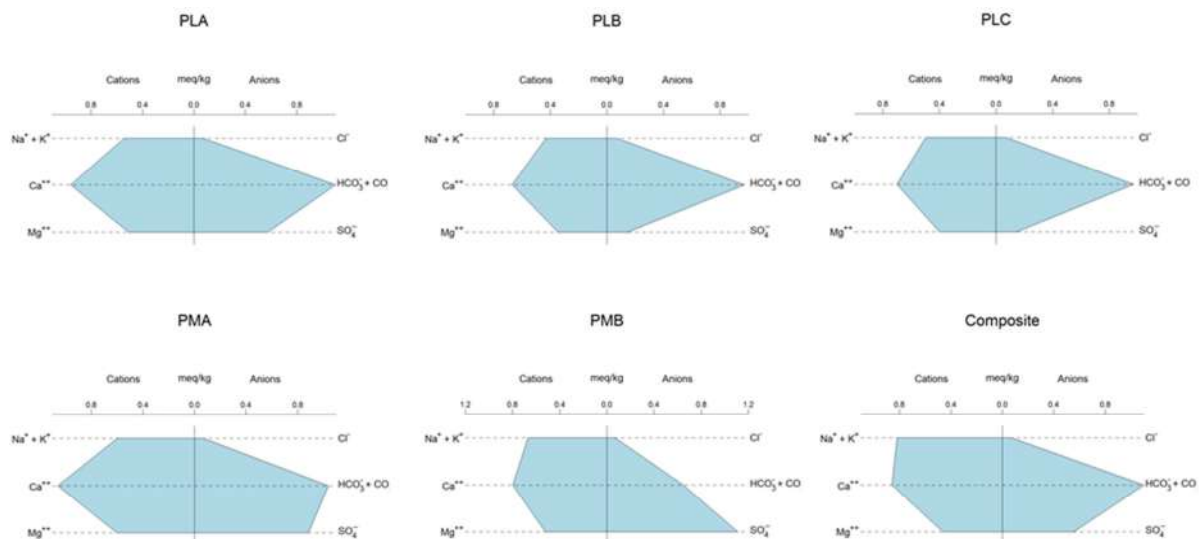 PLA PLB PLC
Cations meq/kg Anions Cations meq/kg Anions Cations meq/kg Anions
0.8 0.4 0.0 0.4 0.8 0.8 0.4 0.0 0.4 0.8 0.8 0.4 0.0 0.4 0.8
Na⁺ + K⁺ Cl⁻ Na⁺ + K⁺ Cl⁻ Na⁺ + K⁺ Cl⁻
Ca⁺⁺ HCO₃⁻ + CO Ca⁺⁺ HCO₃⁻ + CO Ca⁺⁺ HCO₃⁻ + CO
Mg⁺⁺ SO₄⁻⁻ Mg⁺⁺ SO₄⁻⁻ Mg⁺⁺ SO₄⁻⁻
PMA PMB Composite
Cations meq/kg Anions Cations meq/kg Anions Cations meq/kg Anions
0.8 0.4 0.0 0.4 0.8 1.2 0.8 0.4 0.0 0.4 0.8 1.2 0.8 0.4 0.0 0.4 0.8
Na⁺ + K⁺ Cl⁻ Na⁺ + K⁺ Cl⁻ Na⁺ + K⁺ Cl⁻
Ca⁺⁺ HCO₃⁻ + CO Ca⁺⁺ HCO₃⁻ + CO Ca⁺⁺ HCO₃⁻ + CO
Mg⁺⁺ SO₄⁻⁻ Mg⁺⁺ SO₄⁻⁻ Mg⁺⁺ SO₄⁻⁻